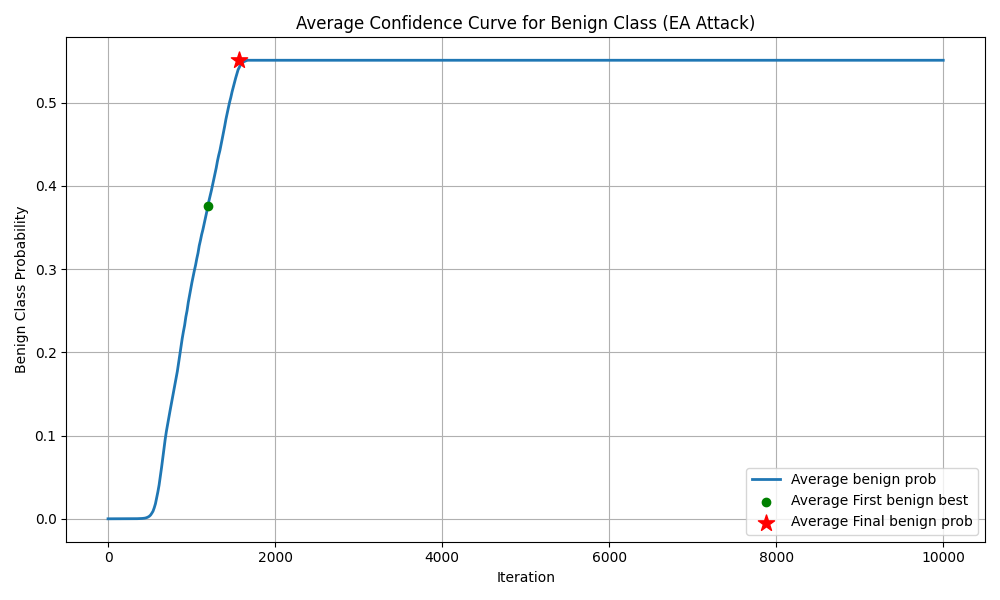 Average Confidence Curve for Benign Class (EA Attack)
Benign Class Probability
0.5
0.4
0.3
0.2
0.1
0.0
0
2000
4000
6000
8000
10000
Iteration
Average benign prob
Average First benign best
Average Final benign prob